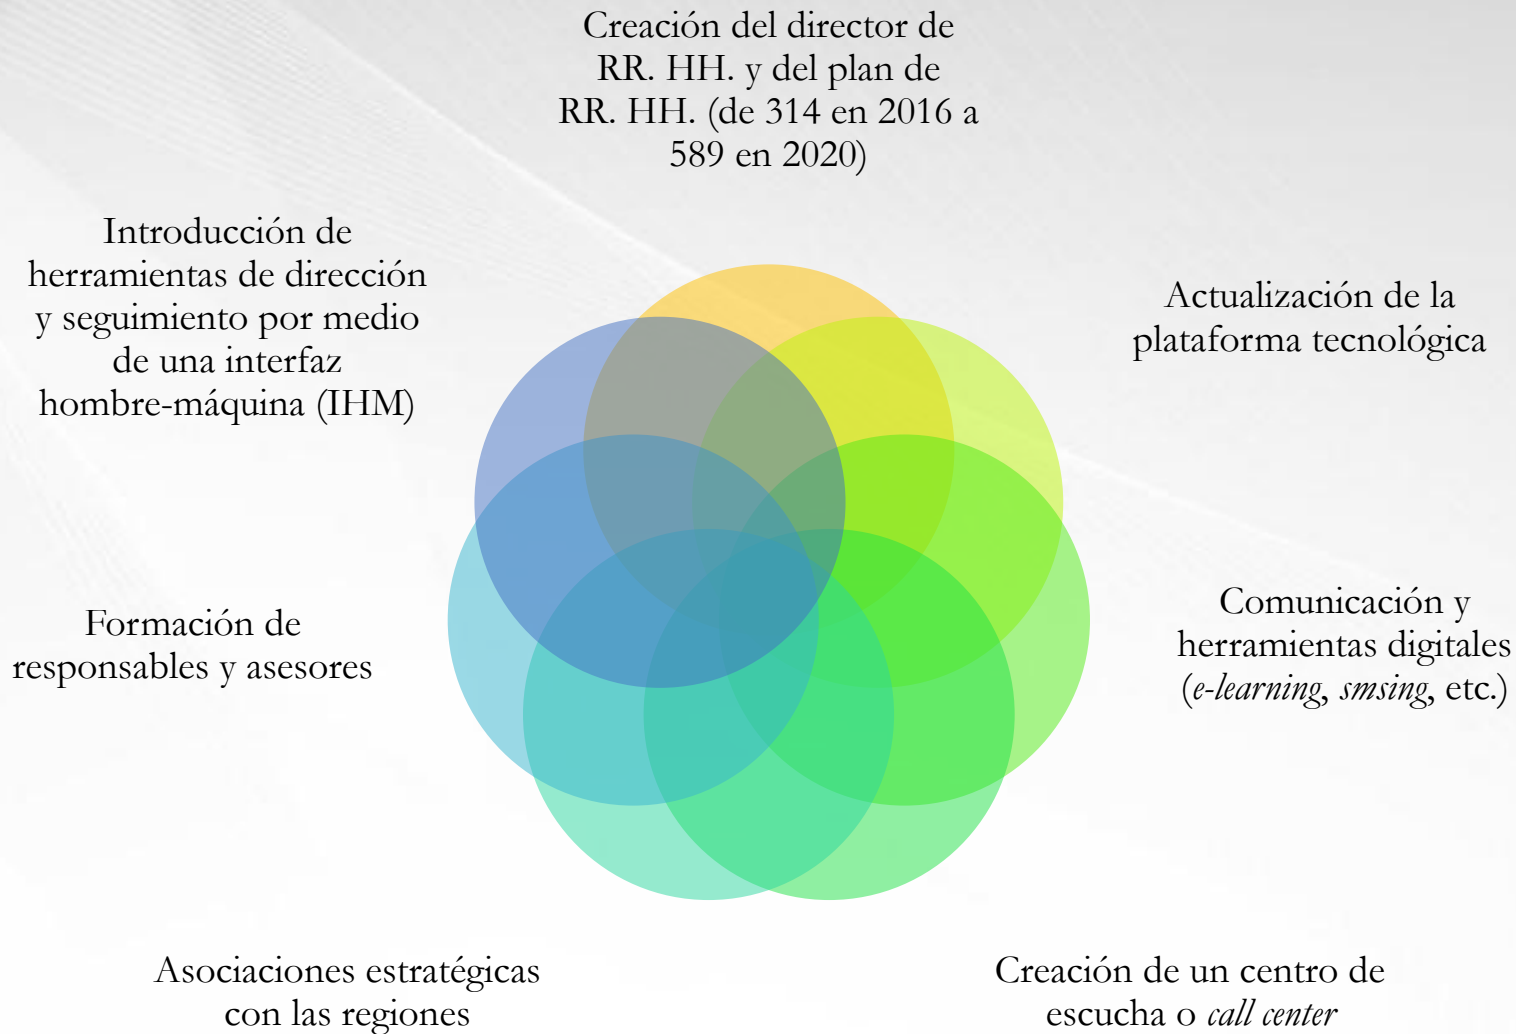 Creación del director de
RR. HH. y del plan de
RR. HH. (de 314 en 2016 a
589 en 2020)
Introducción de
herramientas de dirección
y seguimiento por medio
de una interfaz
hombre-máquina (IHM)
Actualización de la
plataforma tecnológica
Formación de
responsables y asesores
Comunicación y
herramientas digitales
(e-learning, smsing, etc.)
Asociaciones estratégicas
con las regiones
Creación de un centro de
escucha o call center